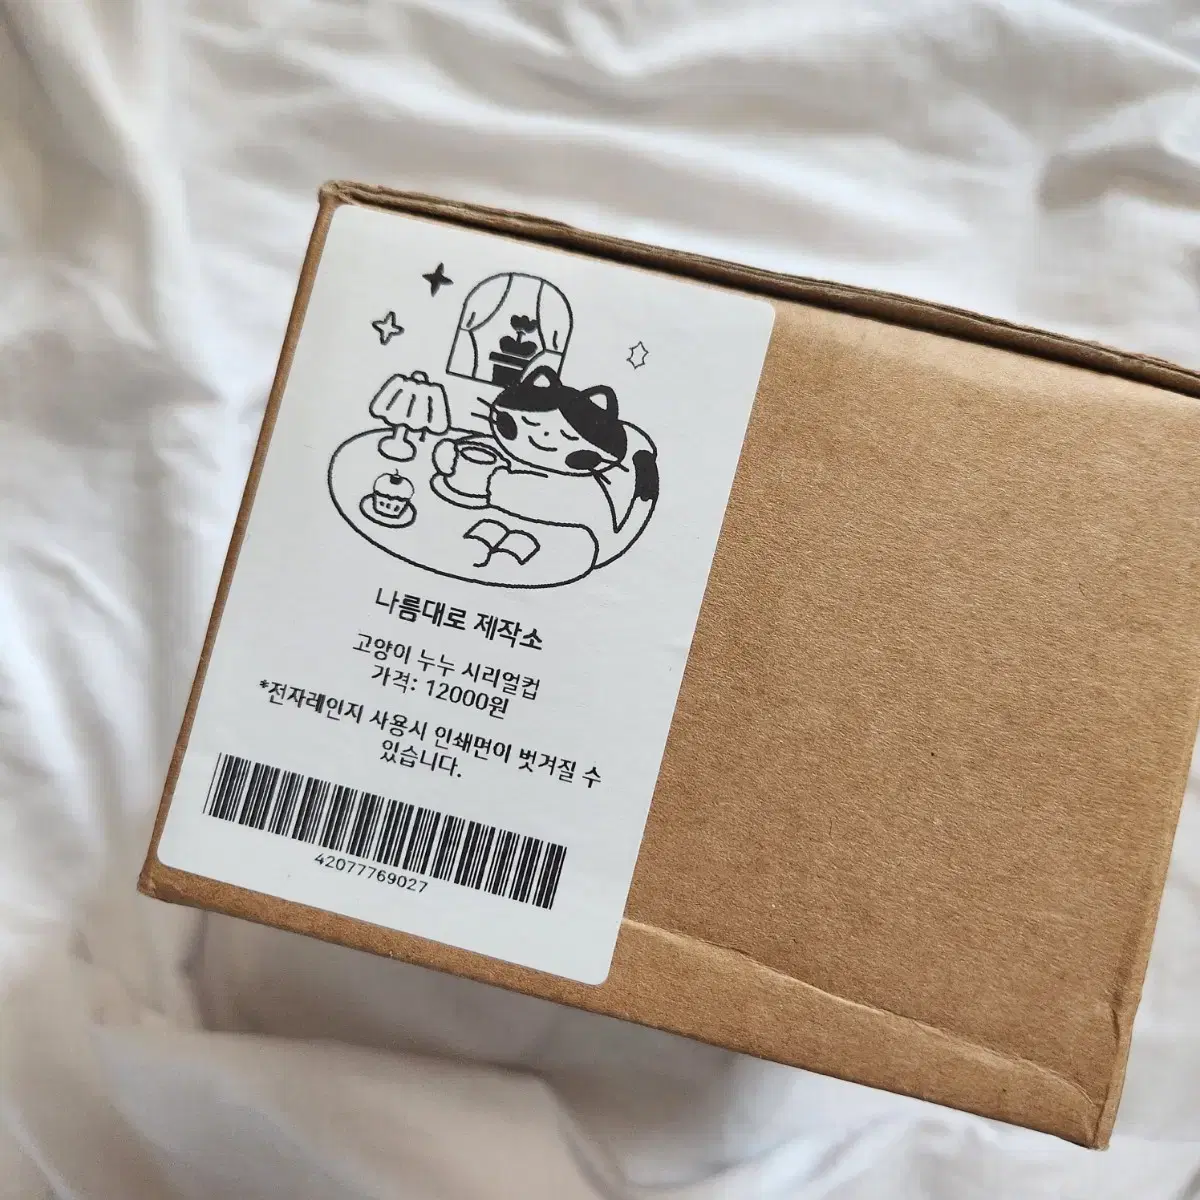 나름대로 제작소
고양이 누누 시리얼컵
가격: 12000원
*전자레인지 사용시 인쇄면이 벗겨질 수
있습니다.
42077769027